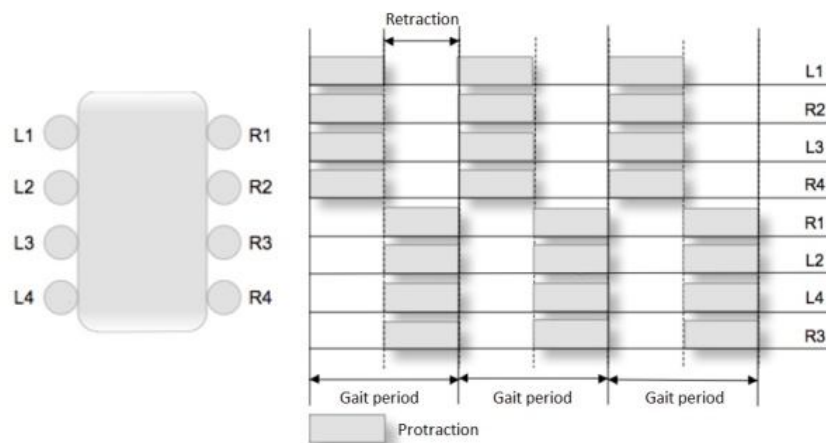 Retraction
L1
R2
L3
R4
R1
L2
L4
R3
L1 R1
L2 R2
L3 R3
L4 R4
Gait period Gait period Gait period
Protraction